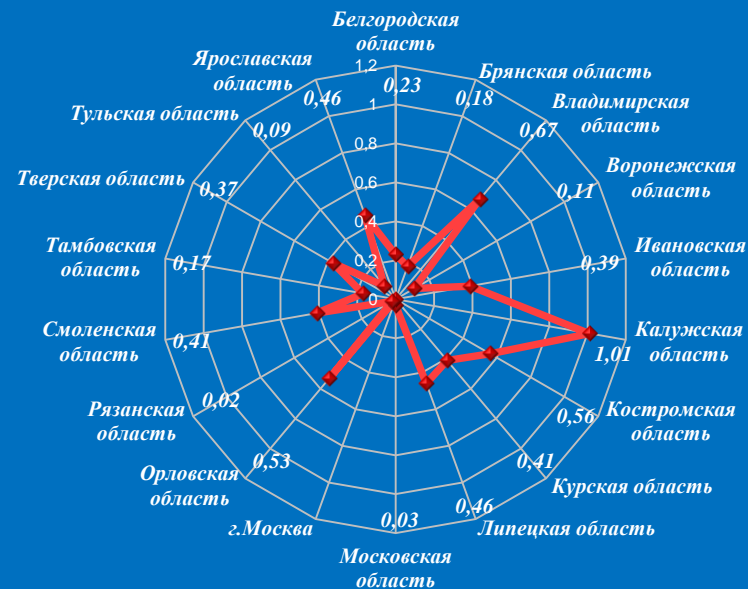 Белгородская
область
0,23
Брянская область
0,18
Владимирская
область
0,67
Воронежская
область
0,11
Ивановская
область
0,39
Калужская
область
1,01
Костромская
область
0,56
Курская область
0,41
Липецкая область
0,46
Московская
область
0,03
г.Москва
Орловская
область
0,53
Рязанская
область
0,02
Смоленская
область
0,41
Тамбовская
область
0,17
Тверская область
0,37
Тульская область
0,09
Ярославская
область
0,46
1,2
1
0,8
0,6
0,4
0,2
0